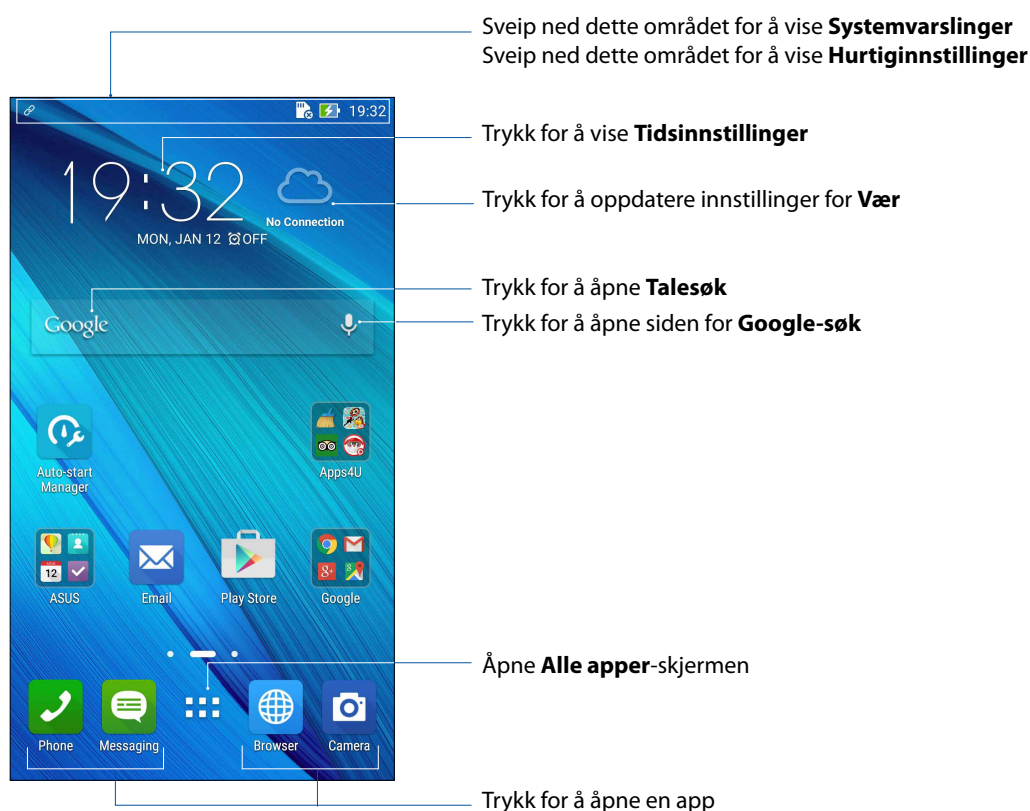 Sveip ned dette området for å vise Systemvarslinger
Sveip ned dette området for å vise Hurtiginnstillinger
19:32
Trykk for å vise Tidsinnstillinger
19:32
Trykk for å oppdatere innstillinger for Vær
No Connection
MON, JAN 12 OFF
Trykk for å åpne Talesøk
Google
Trykk for å åpne siden for Google-søk
Auto-start
Manager
Apps4U
12
8+
ASUS
Email
Play Store
Google
Åpne Alle apper-skjermen
Phone
Messaging
Browser
Camera
Trykk for å åpne en app